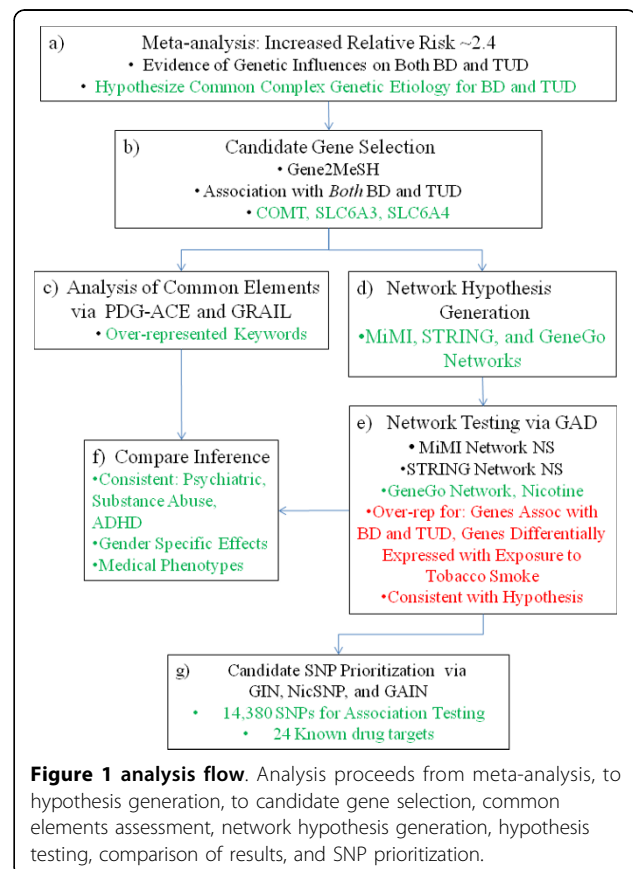 a) Meta-analysis: Increased Relative Risk ~2.4
• Evidence of Genetic Influences on Both BD and TUD
• Hypothesize Common Complex Genetic Etiology for BD and TUD
b) Candidate Gene Selection
• Gene2MeSH
• Association with Both BD and TUD
• COMT, SLC6A3, SLC6A4
c) Analysis of Common Elements
via PDG-ACE and GRAIL
• Over-represented Keywords
d) Network Hypothesis
Generation
•MiMI, STRING, and GeneGo
Networks
e) Network Testing via GAD
• MiMI Network NS
•STRING Network NS
•GeneGo Network, Nicotine
•Over-rep for: Genes Assoc with
BD and TUD, Genes Differentially
Expressed with Exposure to
Tobacco Smoke
•Consistent with Hypothesis
f) Compare Inference
•Consistent: Psychiatric,
Substance Abuse,
ADHD
•Gender Specific Effects
•Medical Phenotypes
g) Candidate SNP Prioritization via
GIN, NicSNP, and GAIN
• 14,380 SNPs for Association Testing
• 24 Known drug targets
Figure 1 analysis flow. Analysis proceeds from meta-analysis, to
hypothesis generation, to candidate gene selection, common
elements assessment, network hypothesis generation, hypothesis
testing, comparison of results, and SNP prioritization.